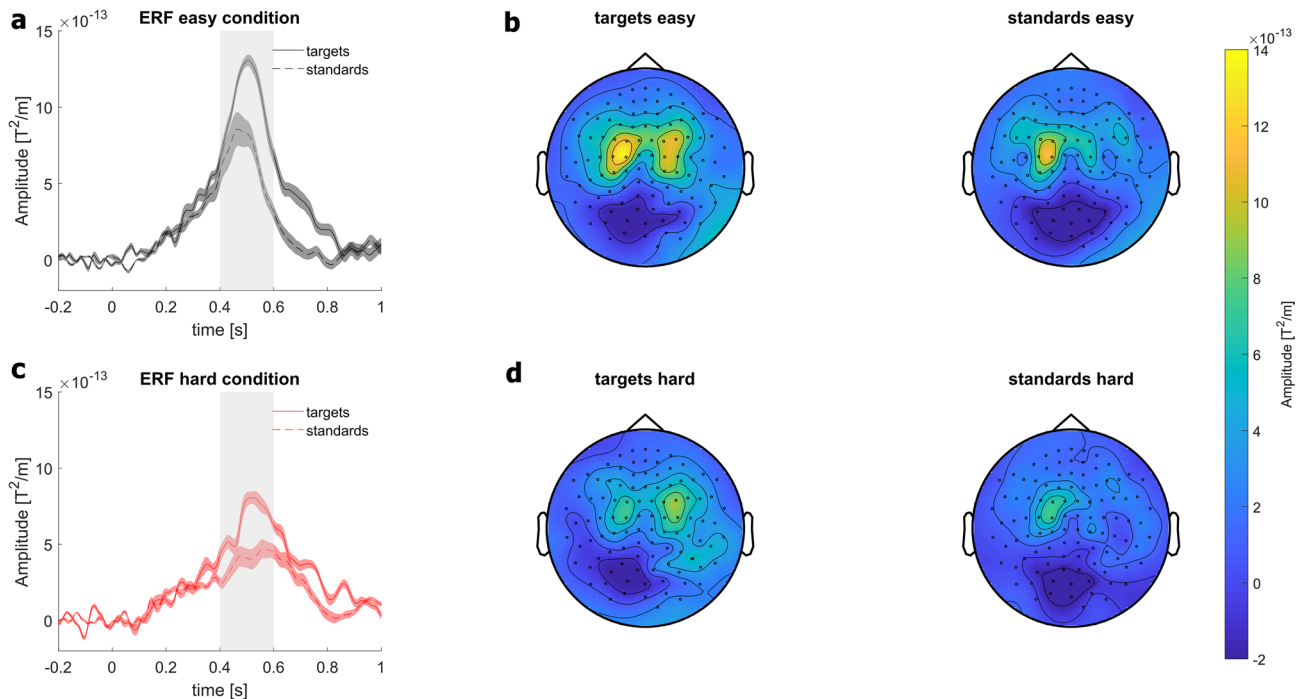 a
×10⁻¹³
ERF easy condition
15
10
5
0
Amplitude [T²/m]
targets
standards
-0.2
0
0.2
0.4
0.6
0.8
1
time [s]
b
targets easy
standards easy
×10⁻¹³
14
12
10
8
6
4
2
0
-2
Amplitude [T²/m]
c
×10⁻¹³
ERF hard condition
15
10
5
0
Amplitude [T²/m]
targets
standards
-0.2
0
0.2
0.4
0.6
0.8
1
time [s]
d
targets hard
standards hard